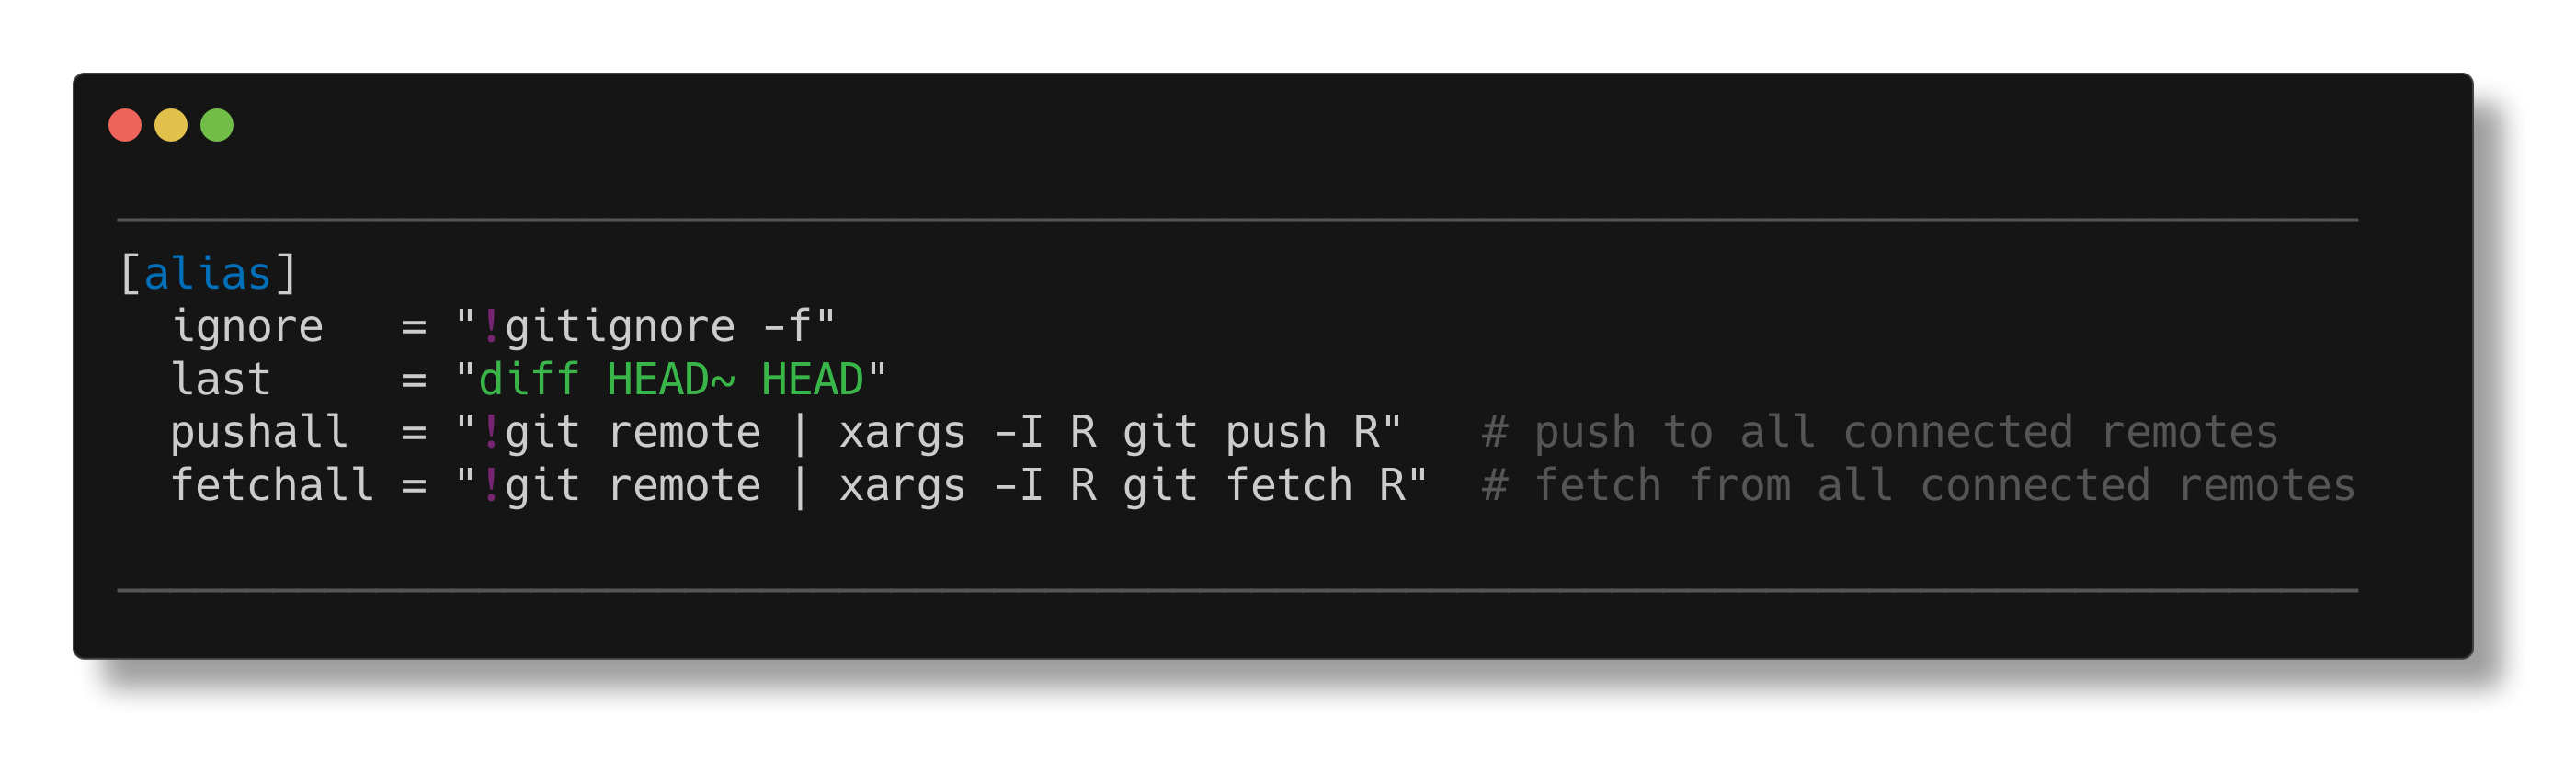 [alias]
  ignore   = "!gitignore -f"
  last     = "diff HEAD~ HEAD"
  pushall  = "!git remote | xargs -I R git push R"   # push to all connected remotes
  fetchall = "!git remote | xargs -I R git fetch R"  # fetch from all connected remotes